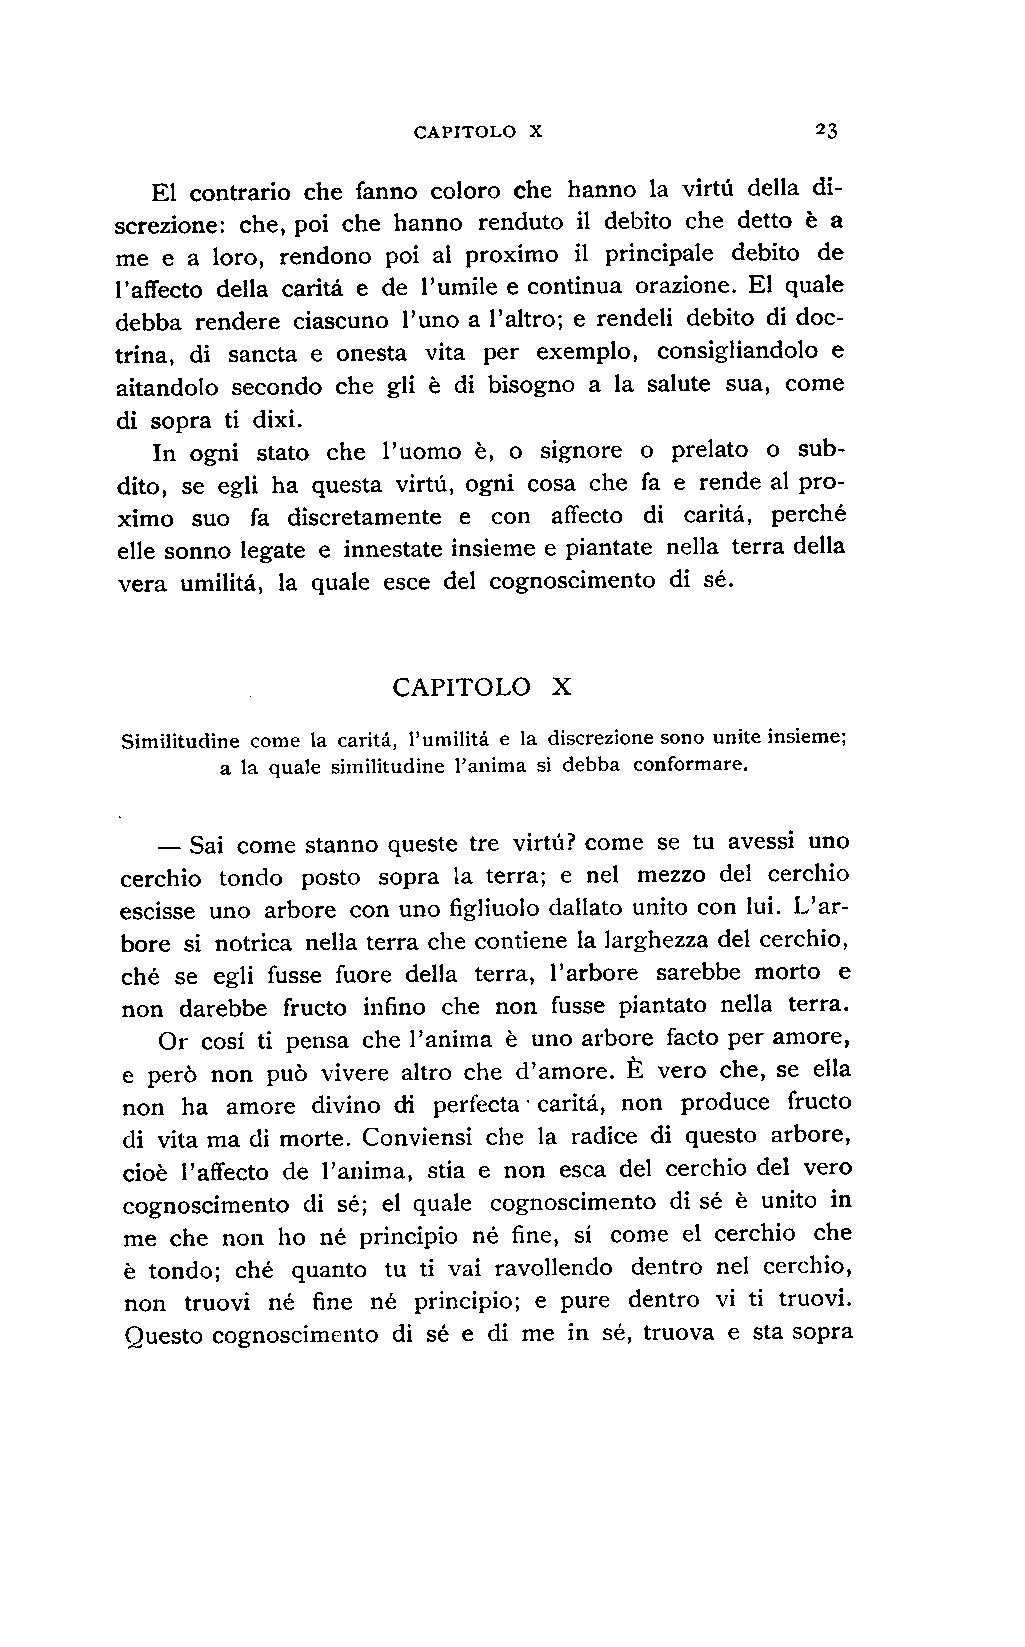 CAPITOLO X 23
El contrario che fanno coloro che hanno la virtú della di-
screzione: che, poi che hanno renduto il debito che detto è a
me e a loro, rendono poi al proximo il principale debito de
l'affecto della caritá e de l'umile e continua orazione. El quale
debba rendere ciascuno l'uno a l'altro; e rendeli debito di doc-
trina, di sancta e onesta vita per exemplo, consigliandolo e
aitandolo secondo che gli è di bisogno a la salute sua, come
di sopra ti dixi.
In ogni stato che l'uomo è, o signore o prelato o sub-
dito, se egli ha questa virtú, ogni cosa che fa e rende al pro-
ximo suo fa discretamente e con affecto di caritá, perché
elle sonno legate e innestate insieme e piantate nella terra della
vera umilitá, la quale esce del cognoscimento di sé.
CAPITOLO X
Similitudine come la caritá, l'umilitá e la discrezione sono unite insieme;
a la quale similitudine l'anima si debba conformare.
— Sai come stanno queste tre virtú? come se tu avessi uno
cerchio tondo posto sopra la terra; e nel mezzo del cerchio
escisse uno arbore con uno figliuolo dallato unito con lui. L'ar-
bore si notrica nella terra che contiene la larghezza del cerchio,
ché se egli fusse fuore della terra, l'arbore sarebbe morto e
non darebbe fructo infino che non fusse piantato nella terra.
Or cosí ti pensa che l'anima è uno arbore facto per amore,
e però non può vivere altro che d'amore. È vero che, se ella
non ha amore divino di perfecta caritá, non produce fructo
di vita ma di morte. Conviensi che la radice di questo arbore,
cioè l'affecto de l'anima, stia e non esca del cerchio del vero
cognoscimento di sé; el quale cognoscimento di sé è unito in
me che non ho né principio né fine, sí come el cerchio che
è tondo; ché quanto tu ti vai ravollendo dentro nel cerchio,
non truovi né fine né principio; e pure dentro vi ti truovi.
Questo cognoscimento di sé e di me in sé, truova e sta sopra